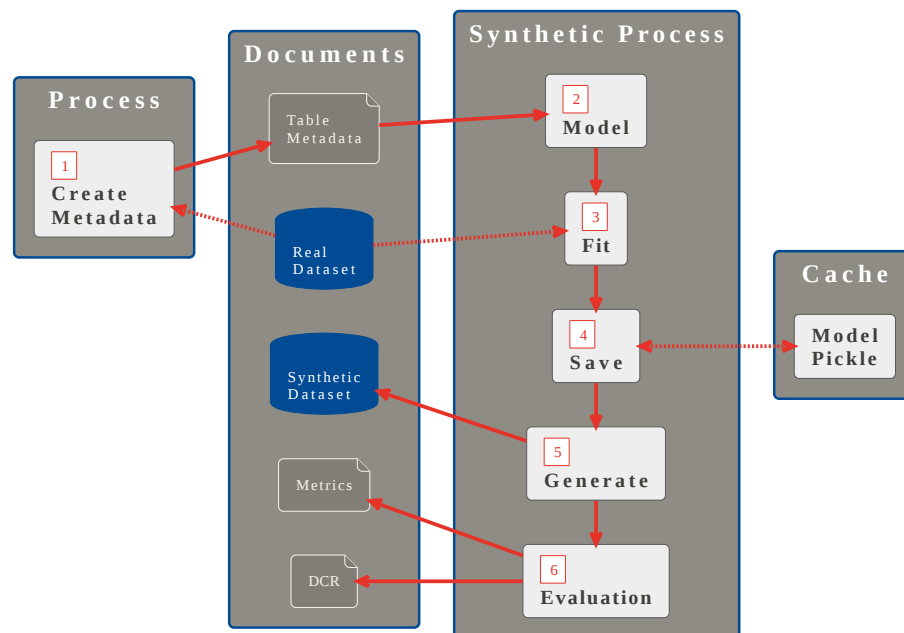 Process
1
Create
Metadata
Documents
Table
Metadata
Real
Dataset
Synthetic
Dataset
Metrics
DCR
Synthetic Process
2
Model
3
Fit
4
Save
5
Generate
6
Evaluation
Cache
Model
Pickle